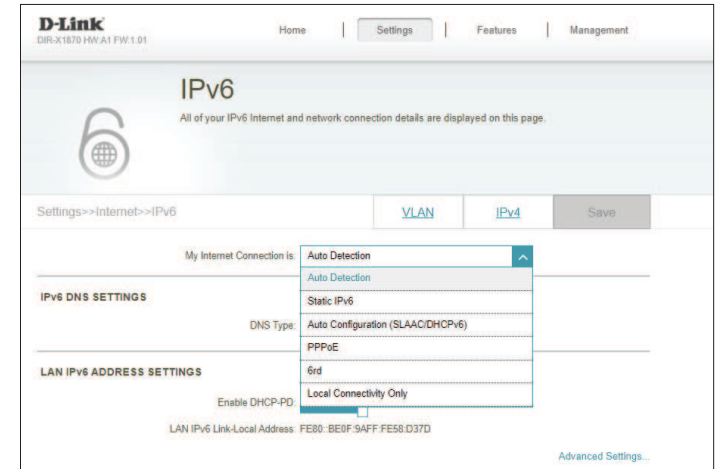 D-Link
DIR-X1870 HW:A1 FW:1.01
Home | Settings | Features | Management
IPv6
All of your IPv6 Internet and network connection details are displayed on this page.
Settings>>Internet>>IPv6
VLAN
IPv4
Save
My Internet Connection is: Auto Detection
Auto Detection
IPv6 DNS SETTINGS
Static IPv6
DNS Type: Auto Configuration (SLAAC/DHCPv6)
PPPoE
LAN IPv6 ADDRESS SETTINGS
6rd
Local Connectivity Only
Enable DHCP-PD:
LAN IPv6 Link-Local Address: FE80::BE0F:9AFF:FE58:D37D
Advanced Settings...